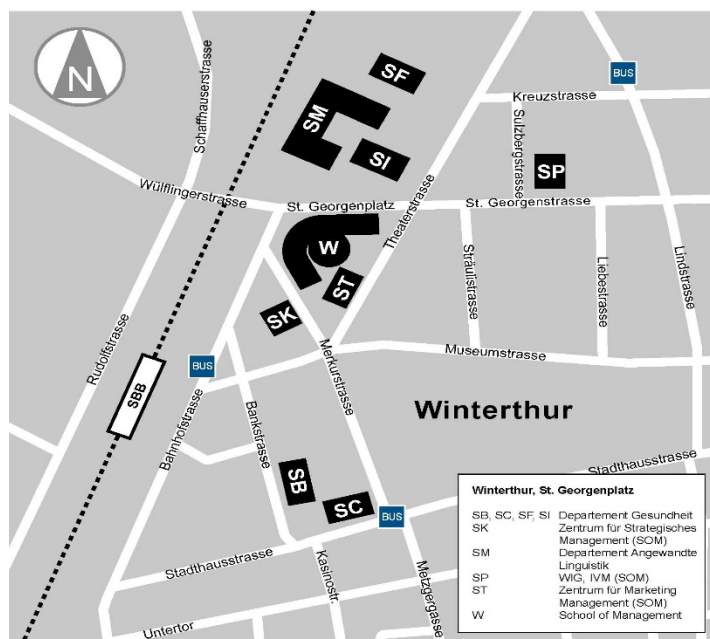 N
Schaffhauserstrasse
SF
BUS
SM
Kreuzstrasse
Sulzbergstrasse
SI
SP
Wülflingerstrasse
St. Georgenplatz
St. Georgenstrasse
Theaterstrasse
W
Sträulistrasse
Liebestrasse
Lindstrasse
ST
SK
Rudolfstrasse
Merkurstrasse
Museumstrasse
BUS
SBB
Bahnhofstrasse
Bankstrasse
Winterthur
SB
SC
BUS
Stadthausstrasse
Stadthausstrasse
Kasinostr.
Metzgergasse
Untertor
Winterthur, St. Georgenplatz
SB, SC, SF, SI Departement Gesundheit
SK Zentrum für Strategisches
Management (SOM)
SM Departement Angewandte
Linguistik
SP WIG, IVM (SOM)
ST Zentrum für Marketing
Management (SOM)
W School of Management